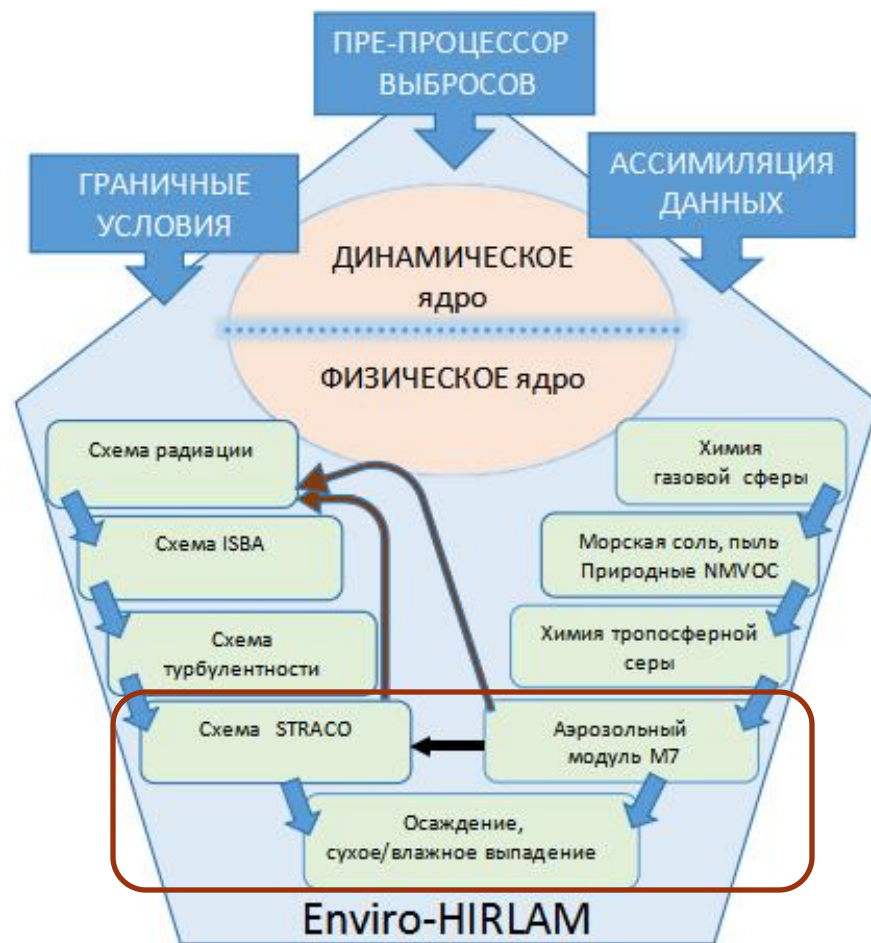 ПРЕ-ПРОЦЕССОР
ВЫБРОСОВ
ГРАНИЧНЫЕ
УСЛОВИЯ
АССИМИЛЯЦИЯ
ДАННЫХ
ДИНАМИЧЕСКОЕ
ядро
ФИЗИЧЕСКОЕ ядро
Схема радиации
Схема ISBA
Схема
турбулентности
Схема STRACO
Химия
газовой сферы
Морская соль, пыль
Природные NMVOC
Химия тропосферной
серы
Аэрозольный
модуль М7
Осаждение,
сухое/влажное выпадение
Enviro-HIRLAM